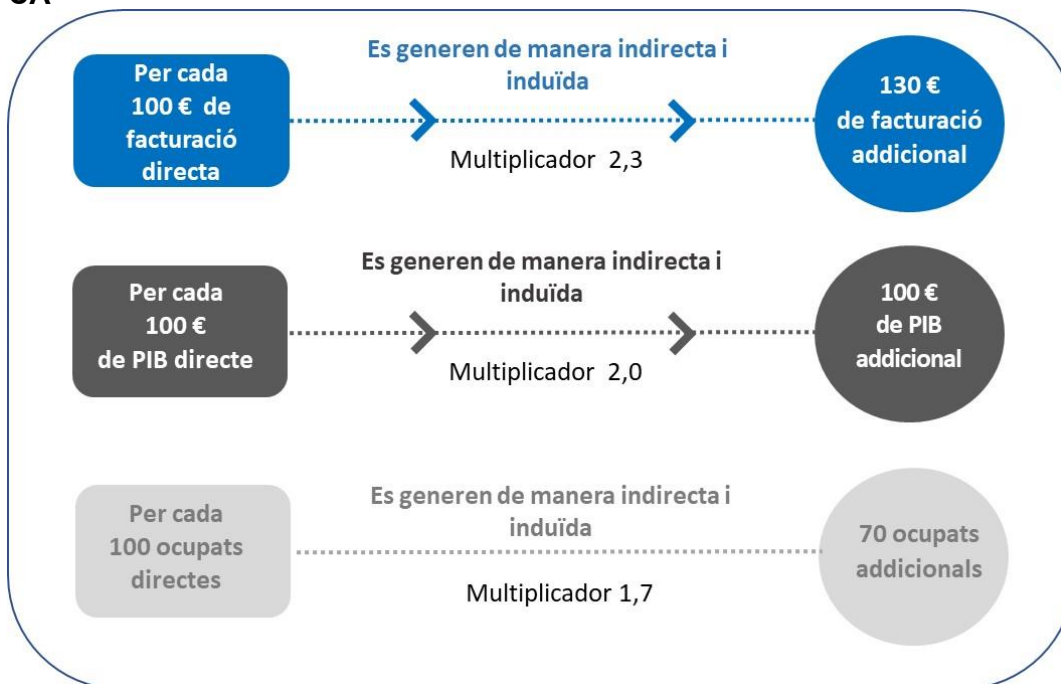 Per cada
100 € de
facturació
directa
Es generen de manera indirecta i
induïda
Multiplicador 2,3
130 €
de facturació
addicional
Per cada
100 €
de PIB directe
Es generen de manera indirecta i
induïda
Multiplicador 2,0
100 €
de PIB
addicional
Per cada
100 ocupats
directes
Es generen de manera indirecta i
induïda
Multiplicador 1,7
70 ocupats
addicionals